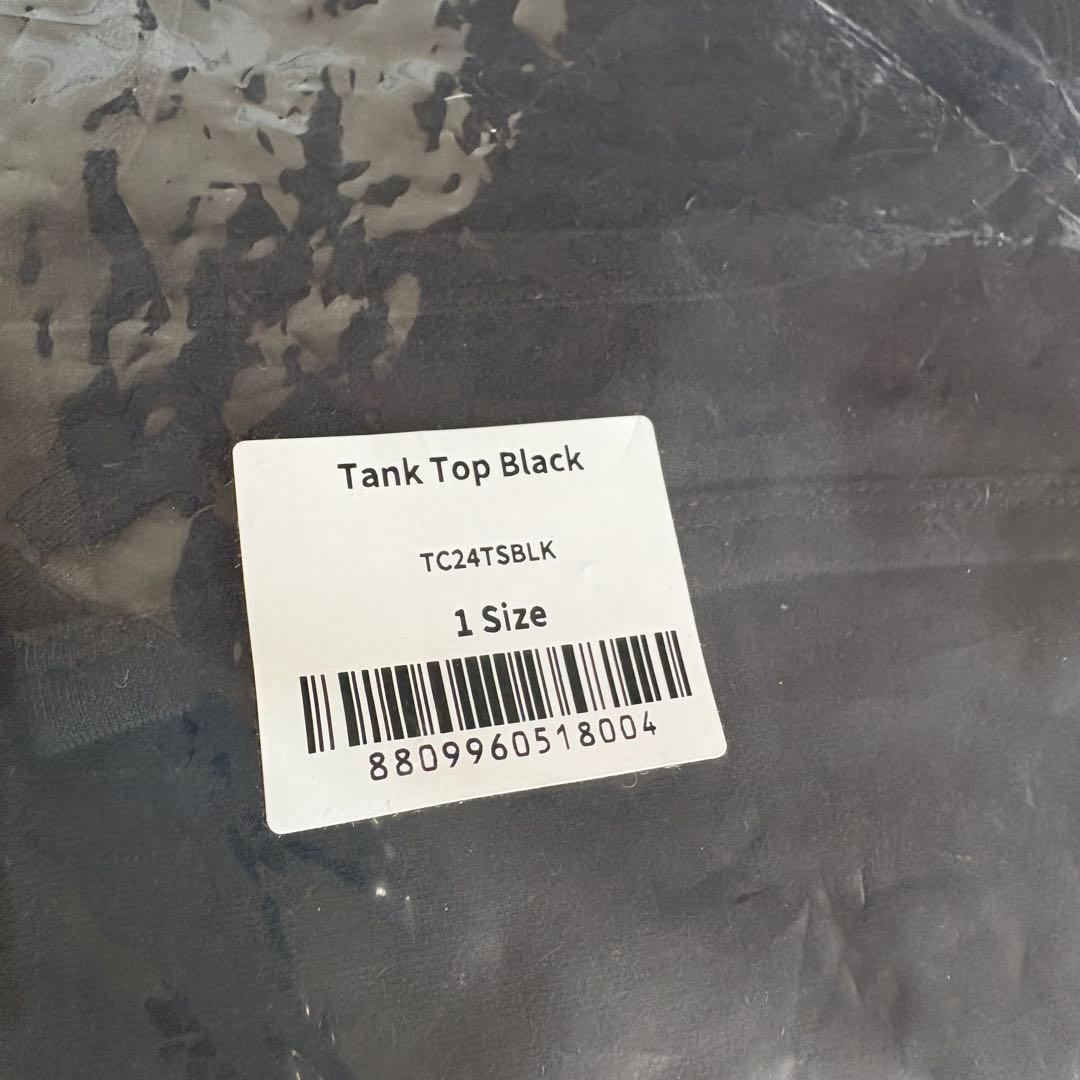 Tank Top Black
TC24TSBLK
1 Size
8809960518004